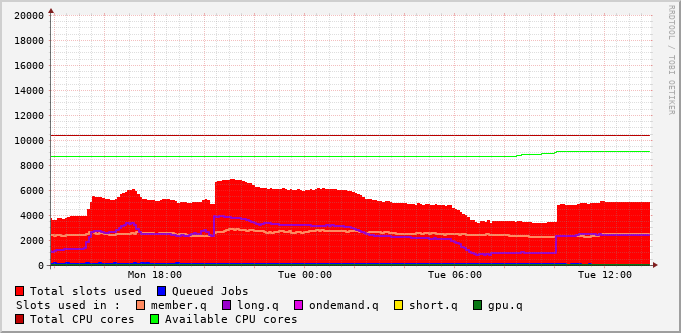 20000
18000
16000
14000
12000
10000
8000
6000
4000
2000
0
Mon 18:00 Tue 00:00 Tue 06:00 Tue 12:00
Total slots used Queued Jobs
Slots used in : member.q long.q ondemand.q short.q gpu.q
Total CPU cores Available CPU cores
RRDTOOL / TOBI OETIKER